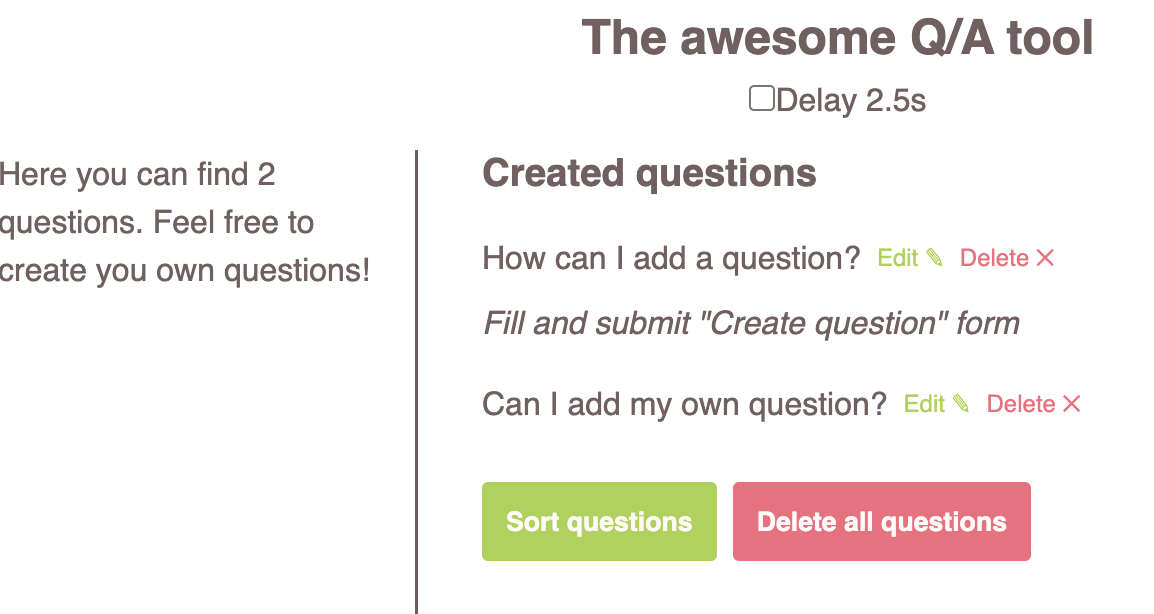 The awesome Q/A tool
Delay 2.5s
Here you can find 2
questions. Feel free to
create you own questions!
Created questions
How can I add a question? Edit ✎ Delete ✕
Fill and submit "Create question" form
Can I add my own question? Edit ✎ Delete ✕
Sort questions Delete all questions